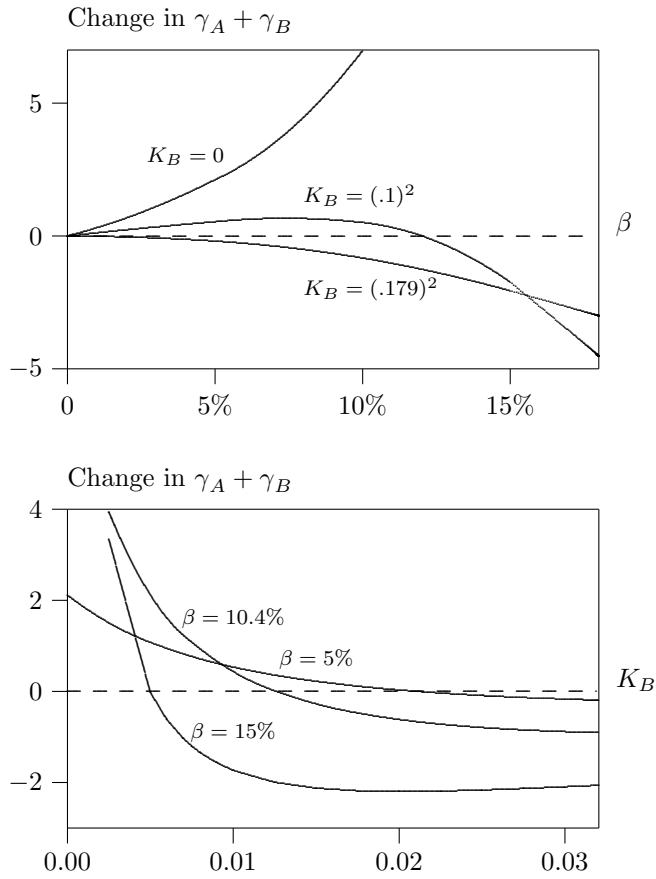 Change in γ_A + γ_B
5
K_B = 0
K_B = (.1)^2
0
β
K_B = (.179)^2
−5
0 5% 10% 15%
Change in γ_A + γ_B
4
2
β = 10.4%
β = 5%
0
K_B
β = 15%
−2
0.00 0.01 0.02 0.03